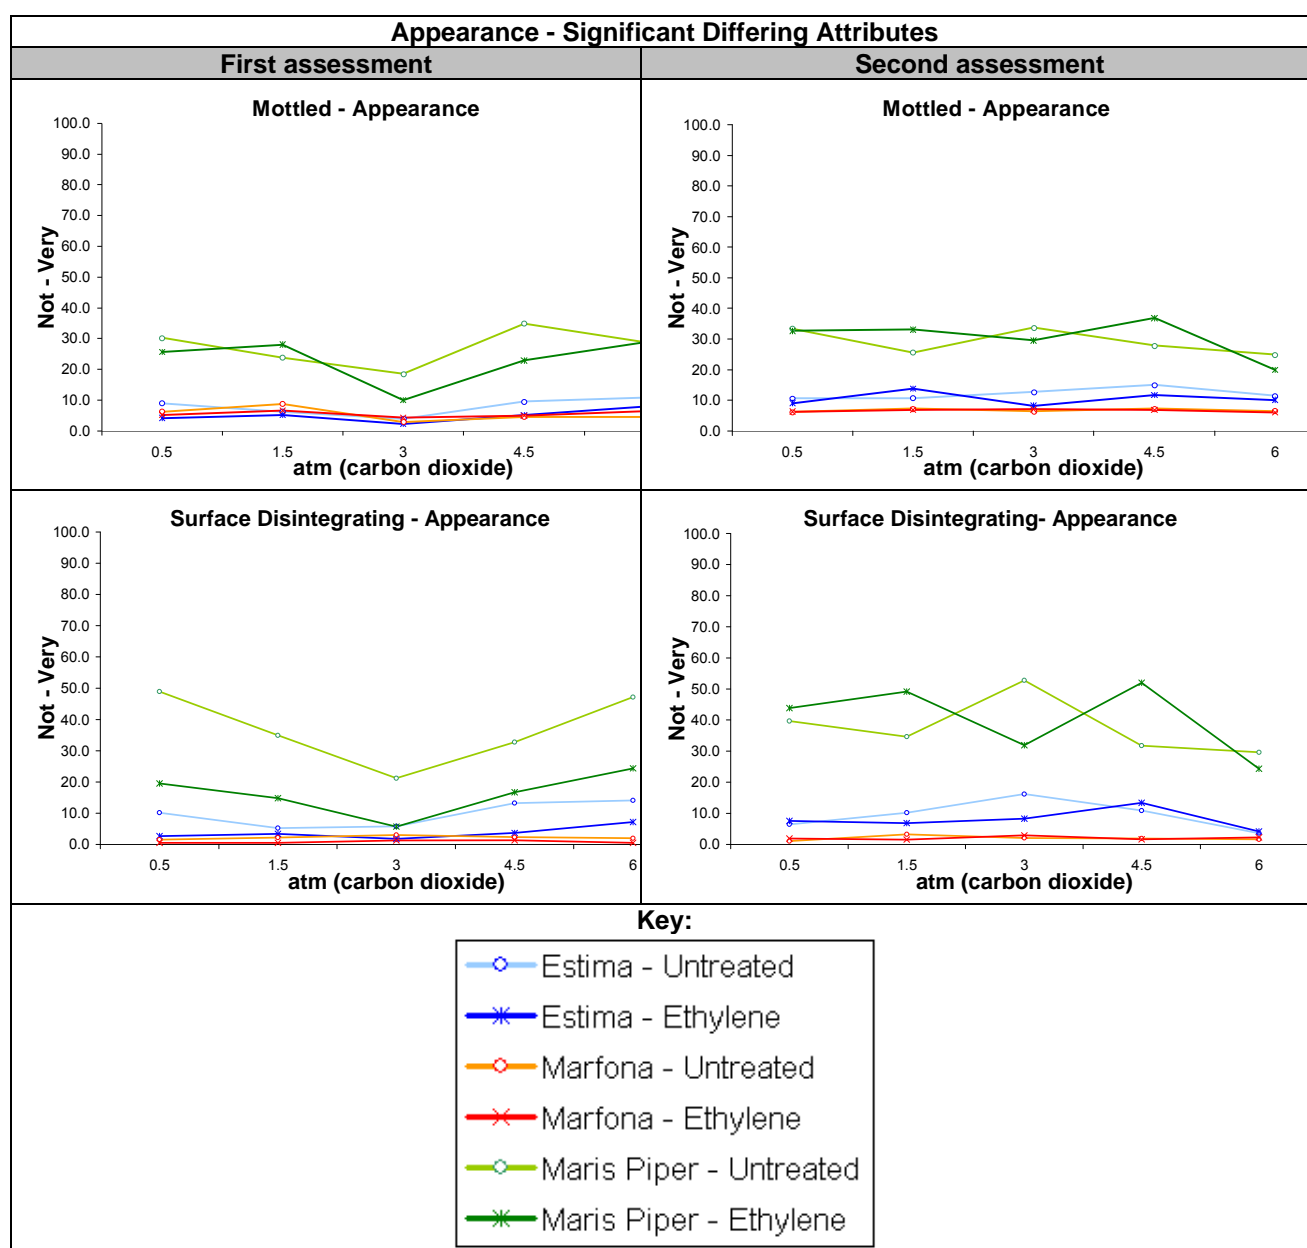 Appearance - Significant Differing Attributes
First assessment
Second assessment
Mottled - Appearance
100.0
90.0
80.0
70.0
60.0
50.0
40.0
30.0
20.0
10.0
0.0
Not - Very
0.5 1.5 3 4.5
atm (carbon dioxide)
Mottled - Appearance
100.0
90.0
80.0
70.0
60.0
50.0
40.0
30.0
20.0
10.0
0.0
Not - Very
0.5 1.5 3 4.5 6
atm (carbon dioxide)
Surface Disintegrating - Appearance
100.0
90.0
80.0
70.0
60.0
50.0
40.0
30.0
20.0
10.0
0.0
Not - Very
0.5 1.5 3 4.5 6
atm (carbon dioxide)
Surface Disintegrating- Appearance
100.0
90.0
80.0
70.0
60.0
50.0
40.0
30.0
20.0
10.0
0.0
Not - Very
0.5 1.5 3 4.5 6
atm (carbon dioxide)
Key:
Estima - Untreated
Estima - Ethylene
Marfona - Untreated
Marfona - Ethylene
Maris Piper - Untreated
Maris Piper - Ethylene